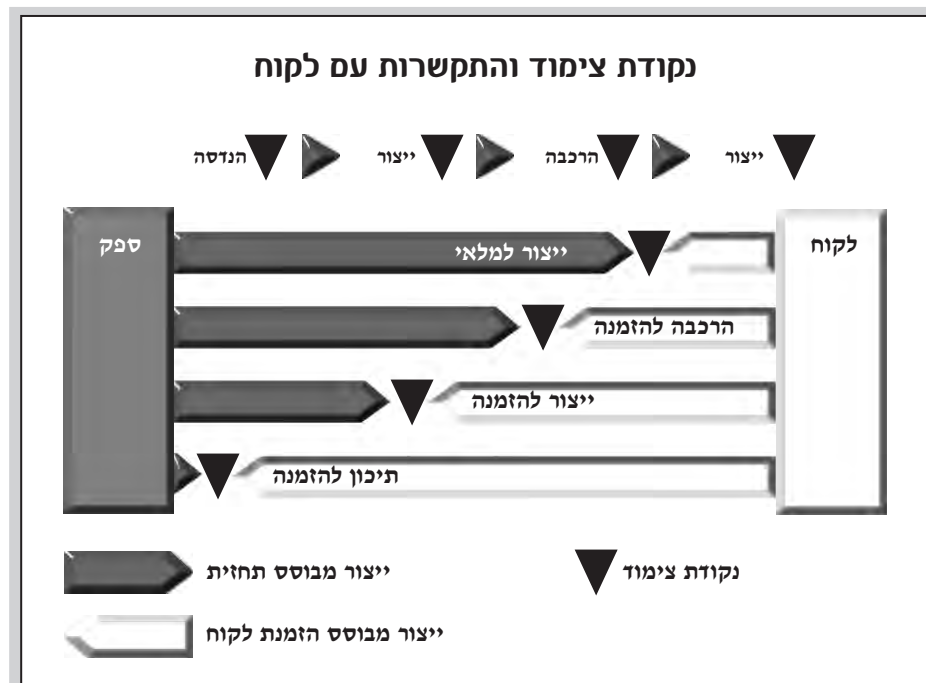 נקודת צימוד והתקשרות עם לקוח
הנדסה
ייצור
הרכבה
ייצור
ספק
לקוח
ייצור למלאי
הרכבה להזמנה
ייצור להזמנה
תיכון להזמנה
ייצור מבוסס תחזית
נקודת צימוד
ייצור מבוסס הזמנת לקוח